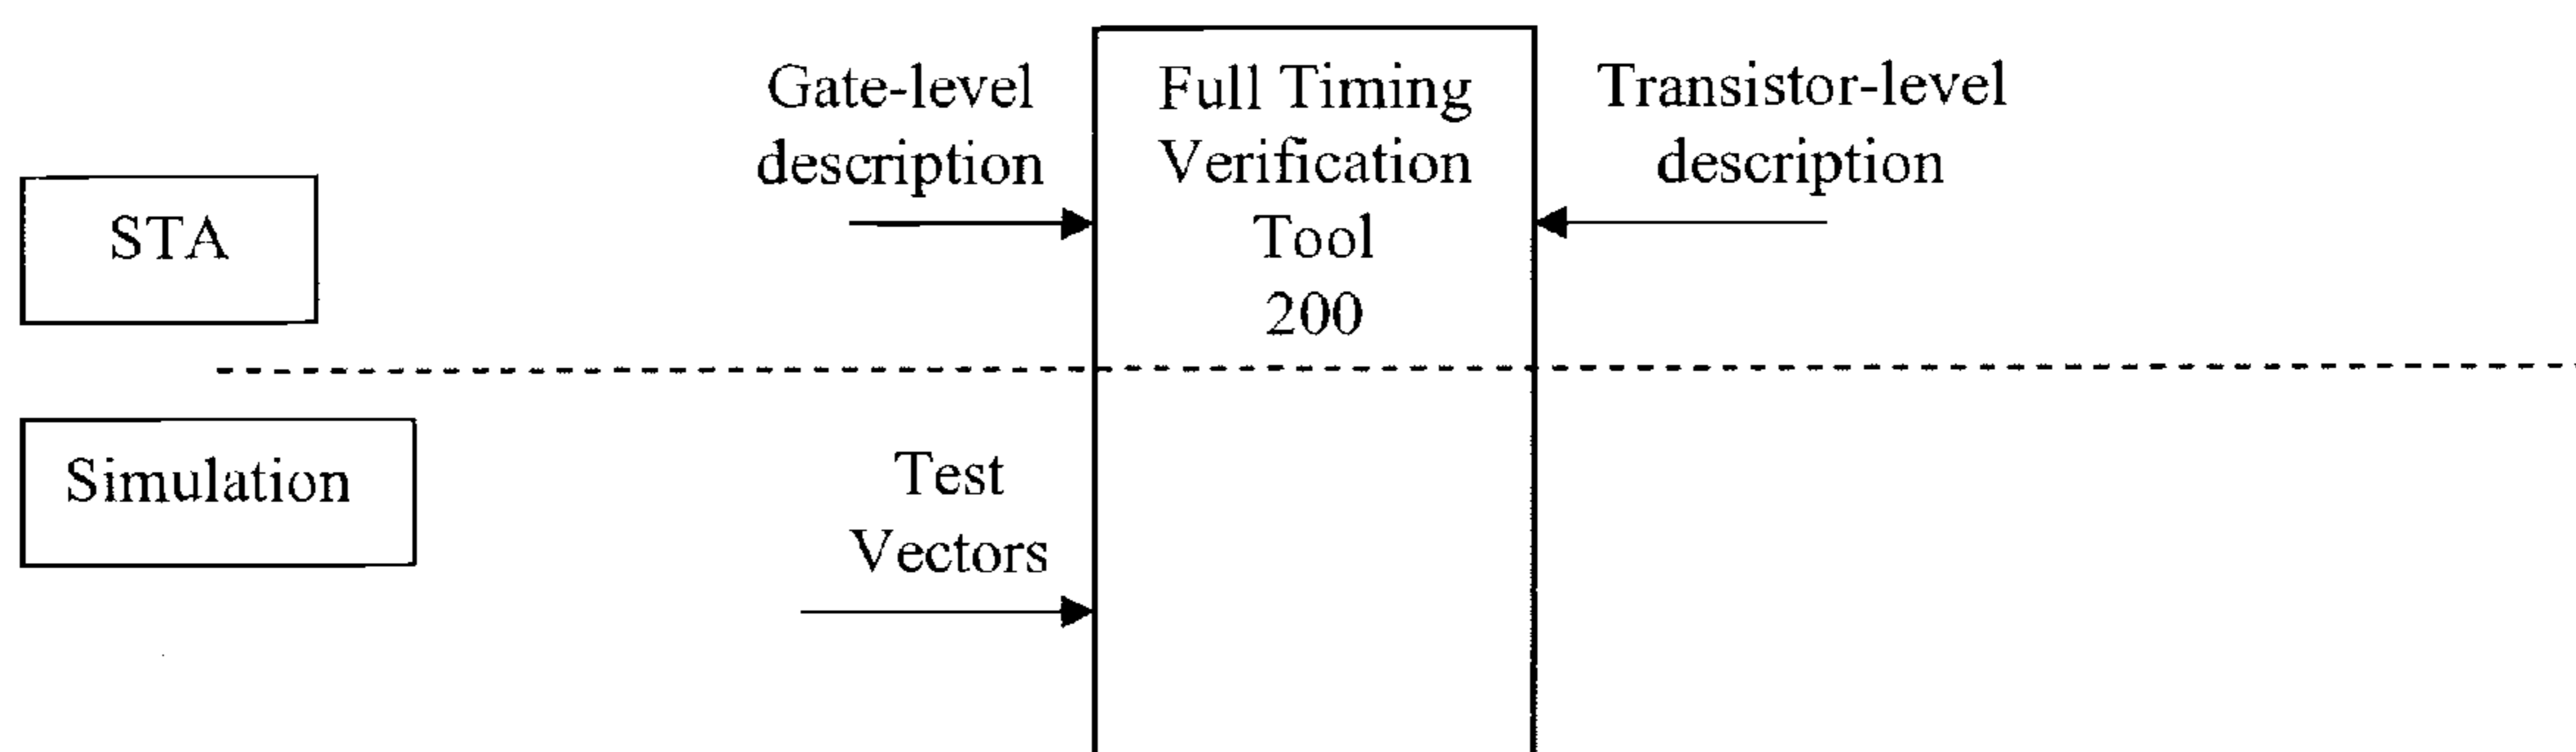 Gate-level
description
Full Timing
Verification
Tool
200
Transistor-level
description
STA
Simulation
Test
Vectors